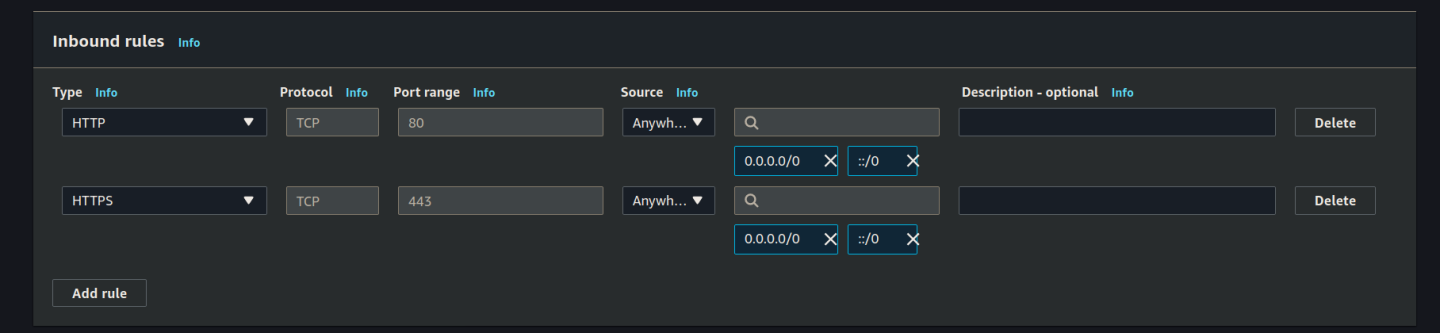 Inbound rules Info
Type Info Protocol Info Port range Info Source Info Description - optional Info
HTTP TCP 80 Anywh... Delete
0.0.0.0/0 ::/0
HTTPS TCP 443 Anywh... Delete
0.0.0.0/0 ::/0
Add rule